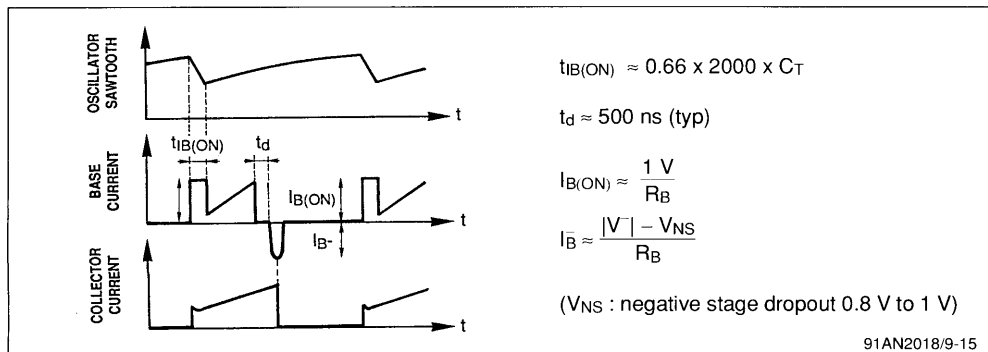 OSCILLATOR
SAWTOOTH
t
tIB(ON)
td
BASE
CURRENT
IB(ON)
IB-
t
COLLECTOR
CURRENT
t
tIB(ON) ≈ 0.66 x 2000 x CT
td ≈ 500 ns (typ)
IB(ON) ≈ 1 V / RB
IB- ≈ |V-| – VNS / RB
(VNS : negative stage dropout 0.8 V to 1 V)
91AN2018/9-15